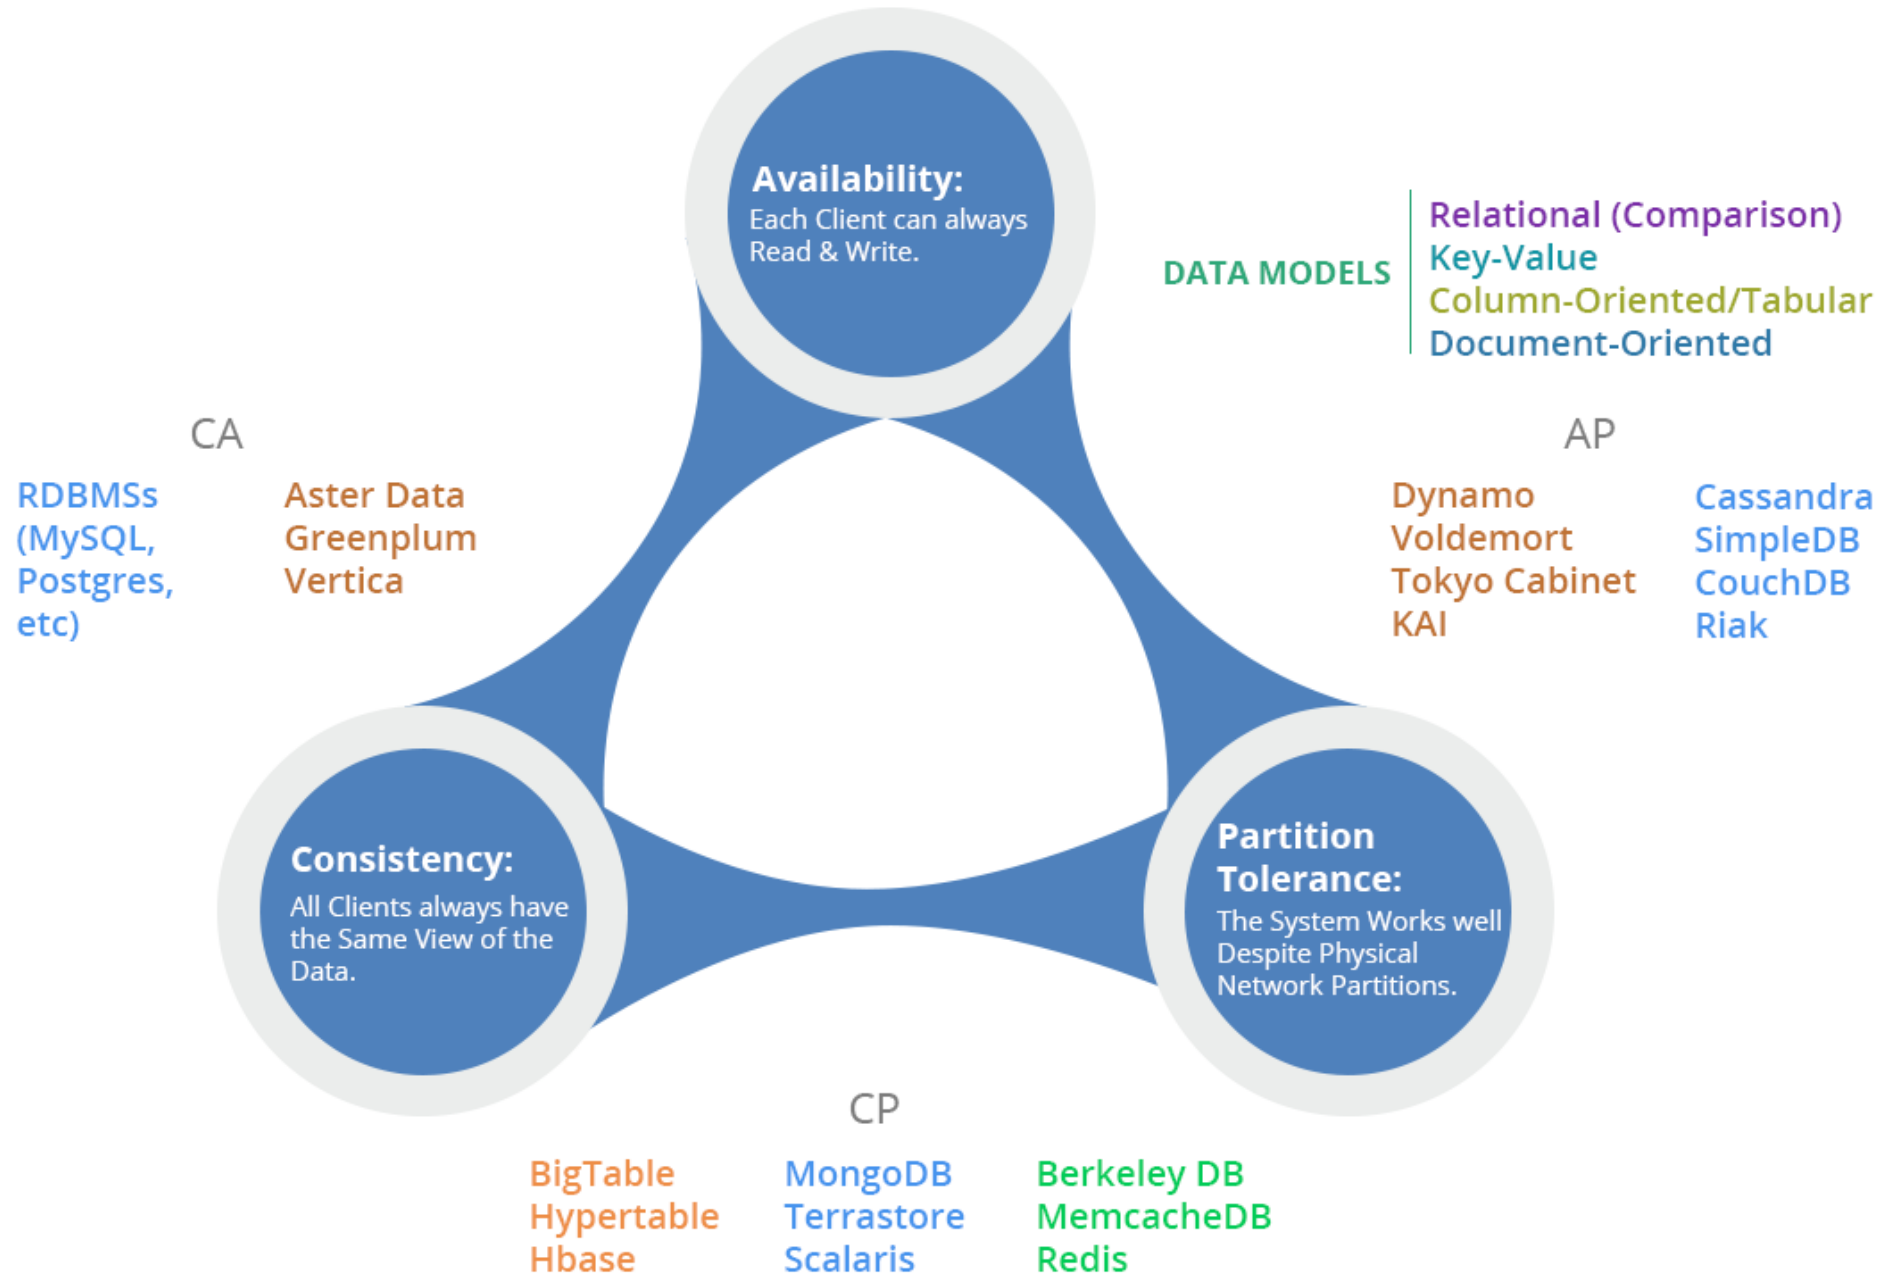 Availability:
Each Client can always
Read & Write.
DATA MODELS
Relational (Comparison)
Key-Value
Column-Oriented/Tabular
Document-Oriented
CA
RDBMSs
(MySQL,
Postgres,
etc)
Aster Data
Greenplum
Vertica
AP
Dynamo
Voldemort
Tokyo Cabinet
KAI
Cassandra
SimpleDB
CouchDB
Riak
Consistency:
All Clients always have
the Same View of the
Data.
Partition
Tolerance:
The System Works well
Despite Physical
Network Partitions.
CP
BigTable
Hypertable
Hbase
MongoDB
Terrastore
Scalaris
Berkeley DB
MemcacheDB
Redis